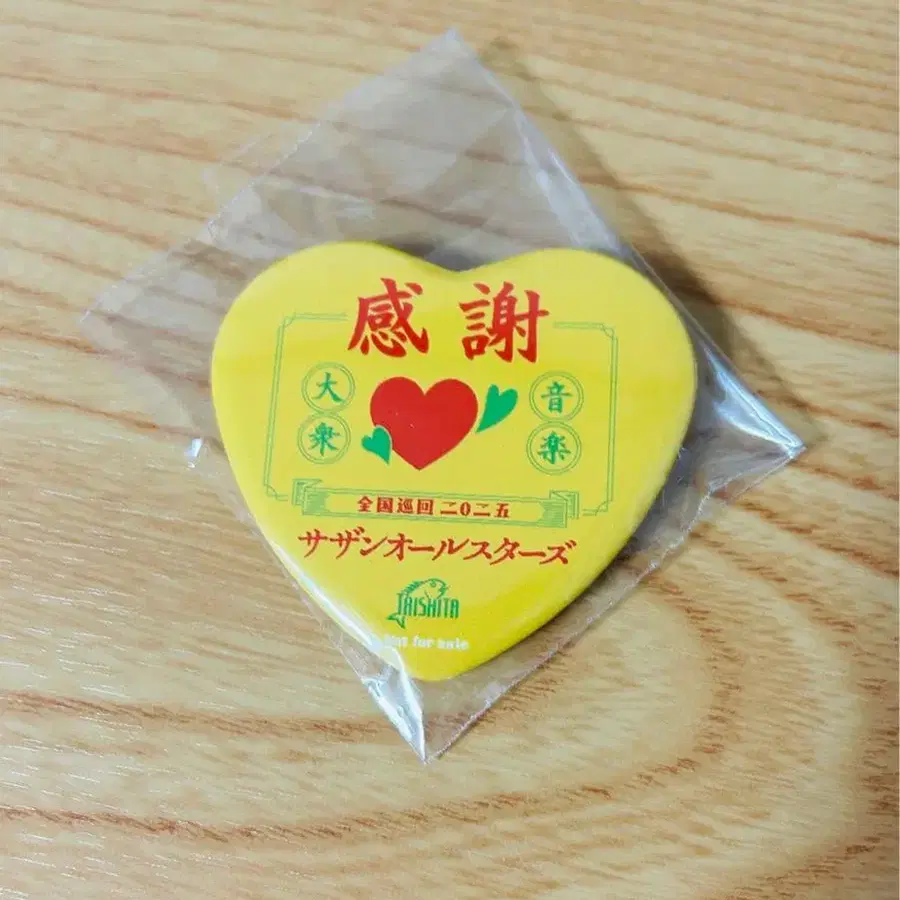 感謝
大衆
音楽
全国巡回 二〇二五
サザンオールスターズ
TAISHITA
Not for sale